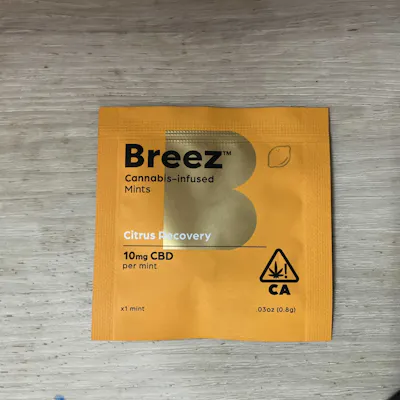 Breez™
Cannabis-infused
Mints
Citrus Recovery
10mg CBD
per mint
CA
x1 mint
.03oz (0.8g)